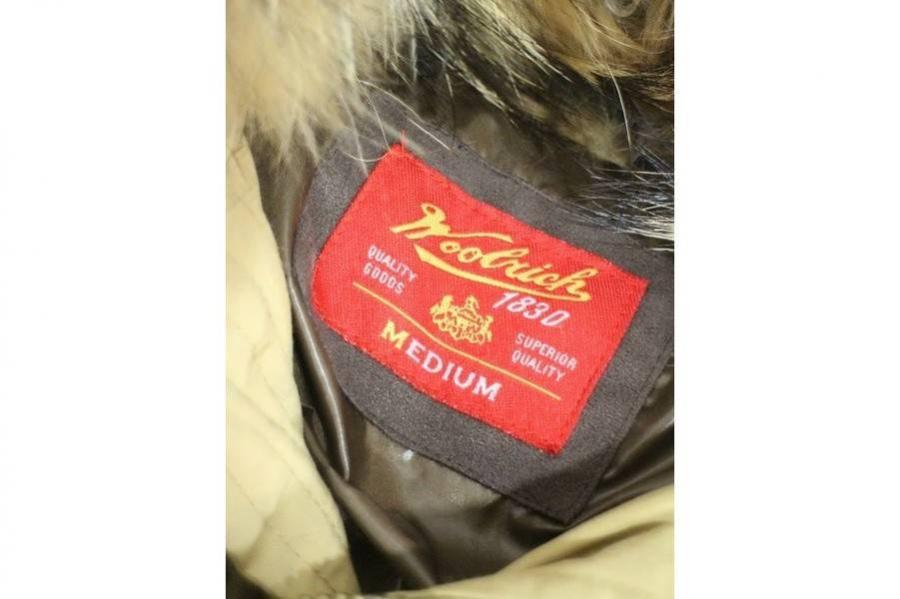 Woolrich
1830
QUALITY
GOODS
SUPERIOR
QUALITY
MEDIUM